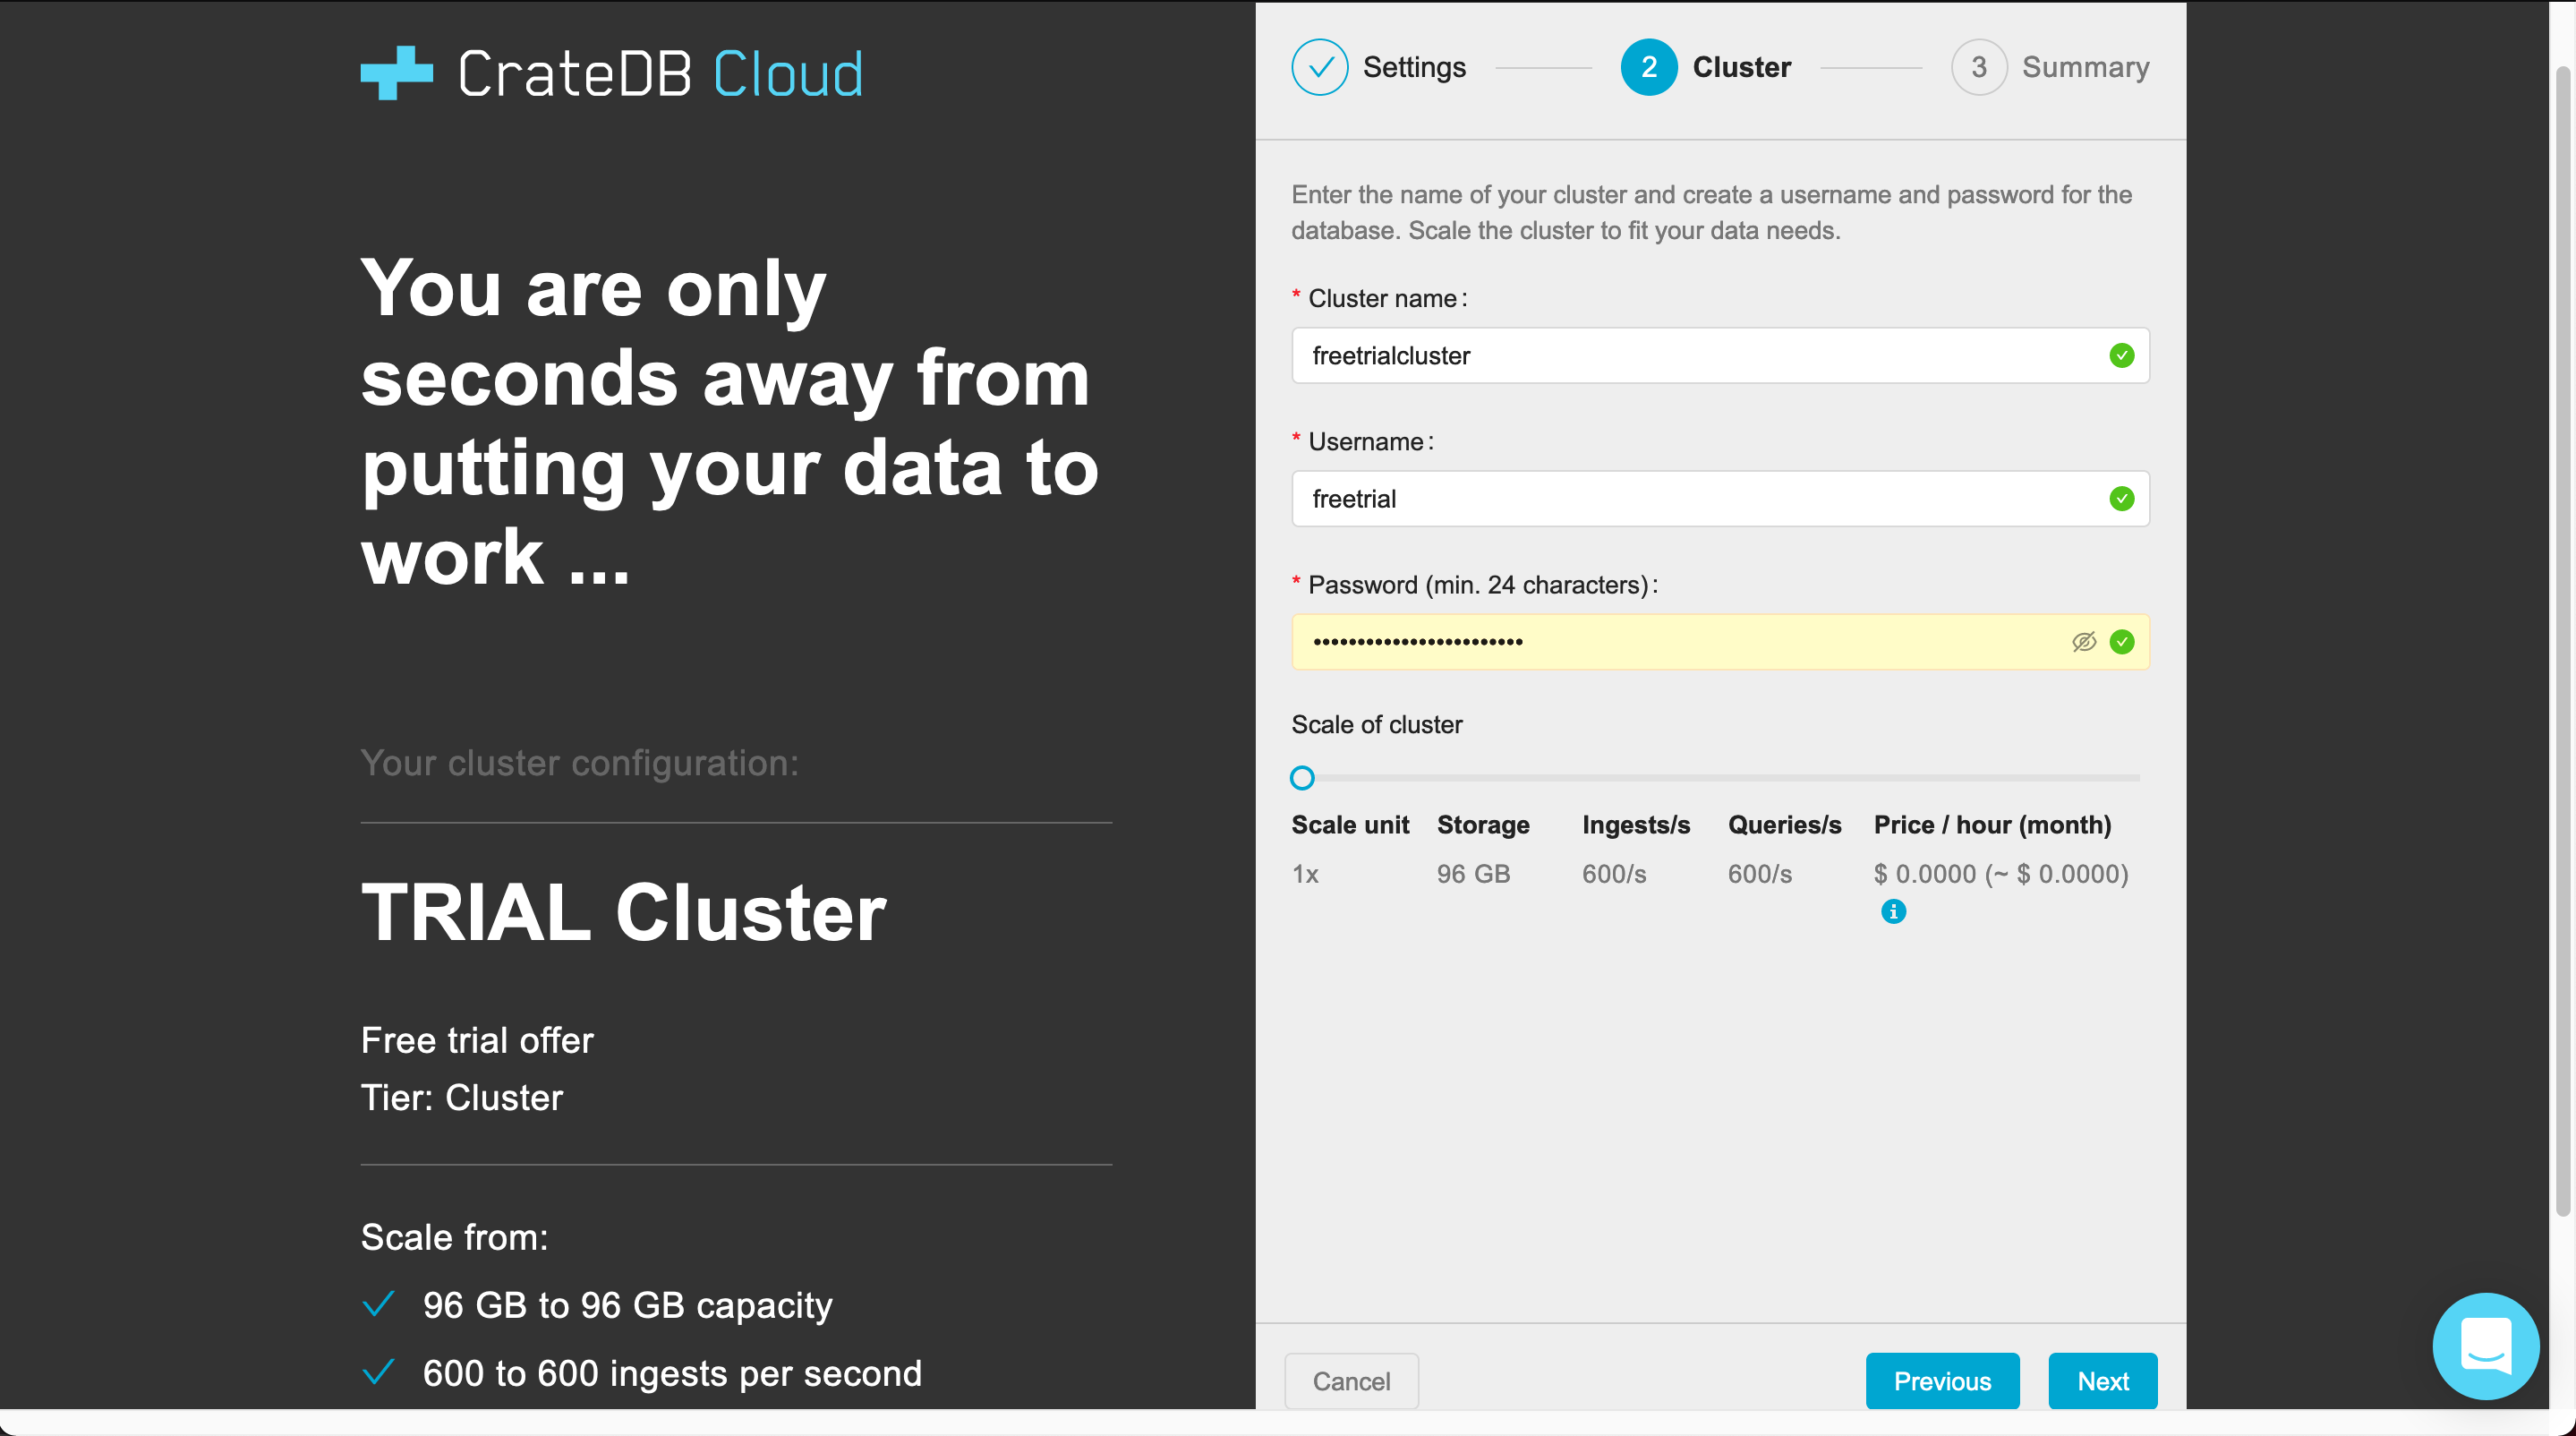 CrateDB Cloud
You are only
seconds away from
putting your data to
work ...
Your cluster configuration:
TRIAL Cluster
Free trial offer
Tier: Cluster
Scale from:
96 GB to 96 GB capacity
600 to 600 ingests per second
Settings
2 Cluster
3 Summary
Enter the name of your cluster and create a username and password for the
database. Scale the cluster to fit your data needs.
* Cluster name:
freetrialcluster
* Username:
freetrial
* Password (min. 24 characters):
••••••••••••••••••••••••
Scale of cluster
Scale unit Storage Ingests/s Queries/s Price / hour (month)
1x 96 GB 600/s 600/s $ 0.0000 (~ $ 0.0000)
Cancel Previous Next